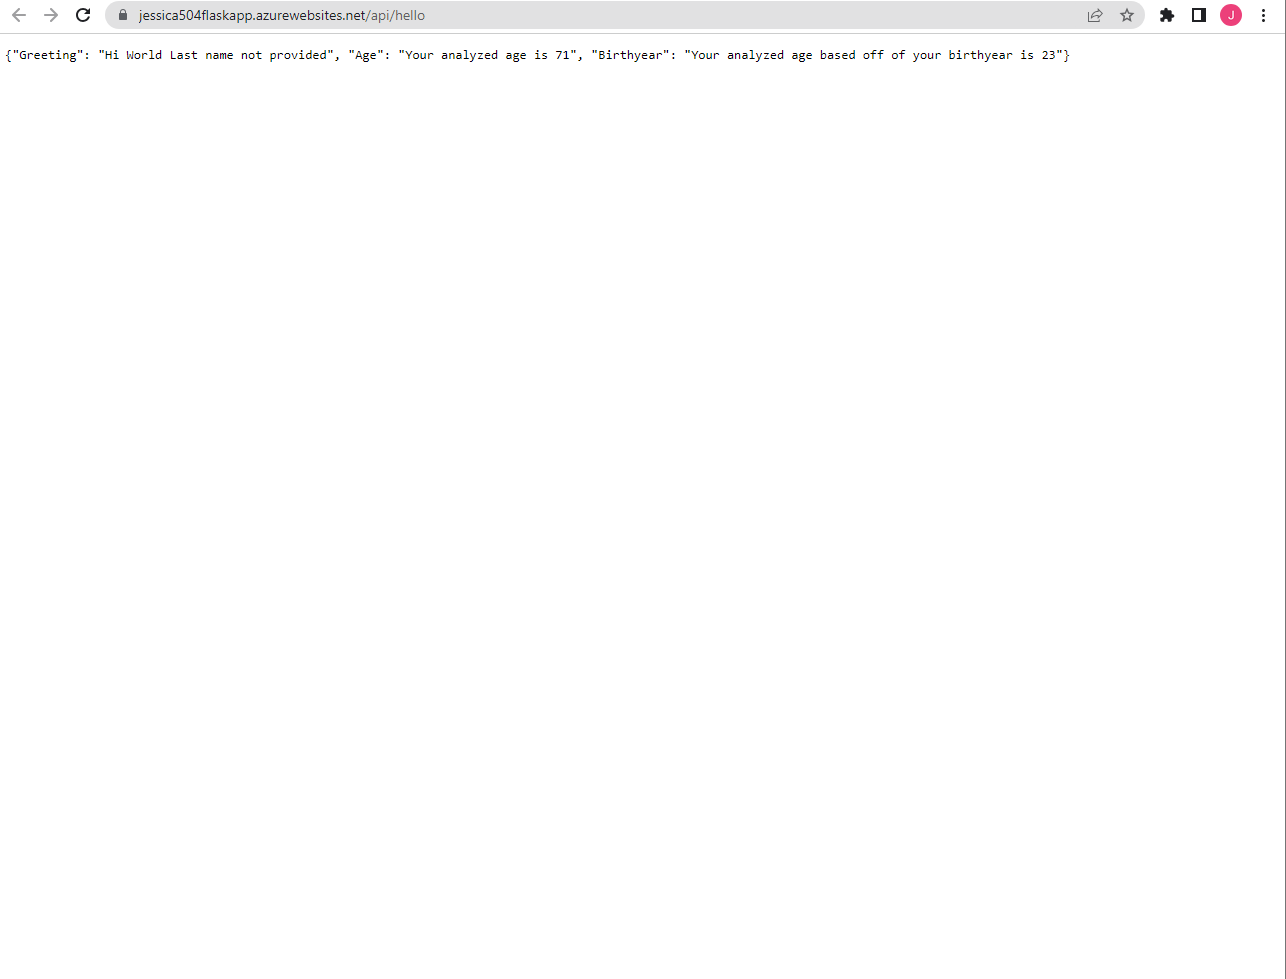 jessica504flaskapp.azurewebsites.net/api/hello
J
{"Greeting": "Hi World Last name not provided", "Age": "Your analyzed age is 71", "Birthyear": "Your analyzed age based off of your birthyear is 23"}